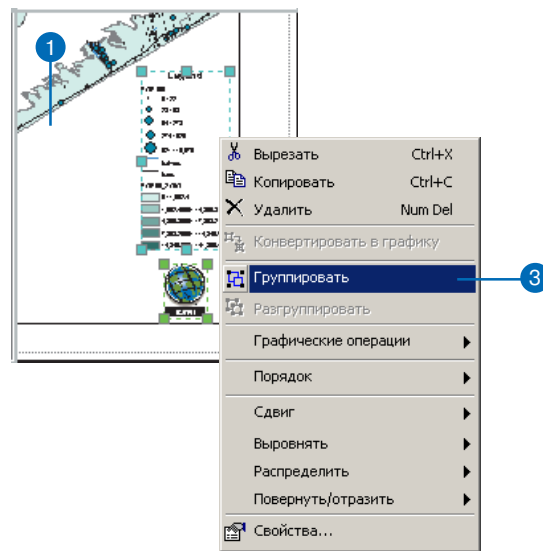 1
Legend
Вырезать Ctrl+X
Копировать Ctrl+C
Удалить Num Del
Конвертировать в графику
Группировать
3
Разгруппировать
Графические операции
Порядок
Сдвиг
Выровнять
Распределить
Повернуть/отразить
Свойства...